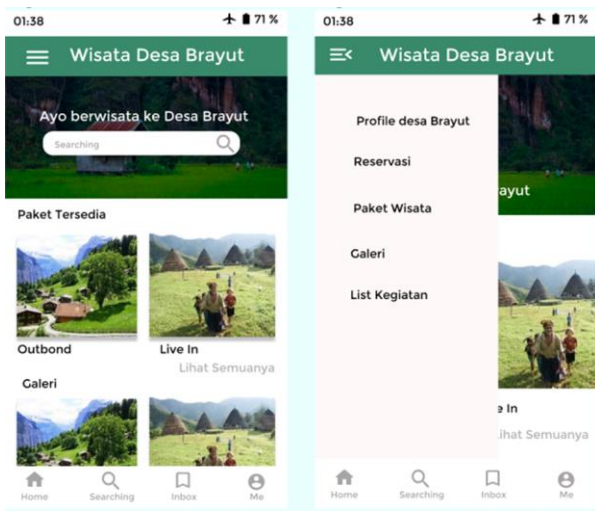 01:38
71 %
Wisata Desa Brayut
Ayo berwisata ke Desa Brayut
Searching
Paket Tersedia
Outbond
Live In
Lihat Semuanya
Galeri
Home
Searching
Inbox
Me
01:38
71 %
Wisata Desa Brayut
Profile desa Brayut
Reservasi
ayut
Paket Wisata
Galeri
List Kegiatan
e In
ihat Semuanya
Home
Searching
Inbox
Me